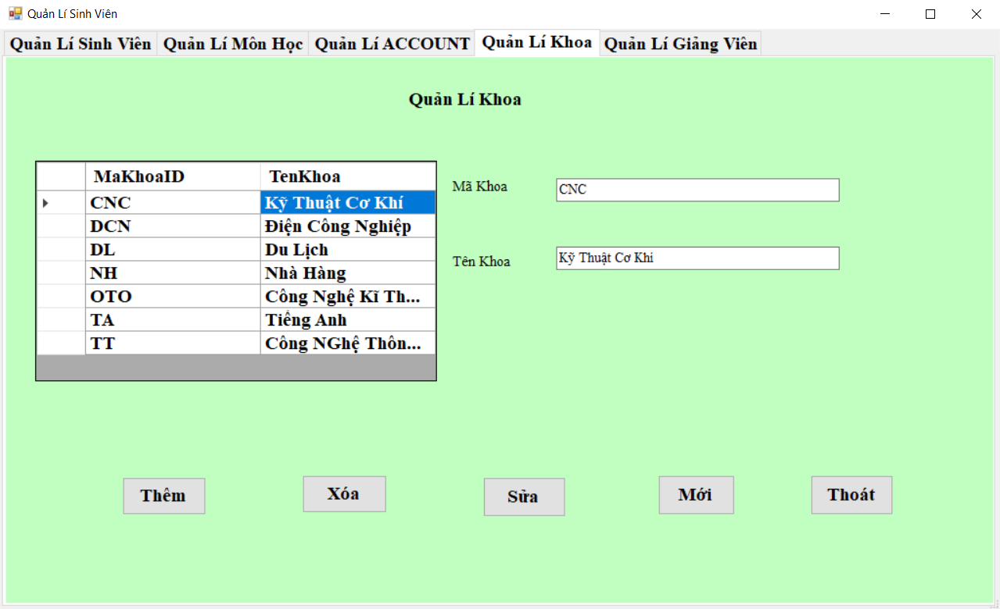 Quản Lí Sinh Viên
Quản Lí Sinh Viên Quản Lí Môn Học Quản Lí ACCOUNT Quản Lí Khoa Quản Lí Giảng Viên
Quản Lí Khoa
MaKhoaID TenKhoa
CNC Kỹ Thuật Cơ Khí
DCN Điện Công Nghiệp
DL Du Lịch
NH Nhà Hàng
OTO Công Nghệ Kĩ Th...
TA Tiếng Anh
TT Công NGhệ Thôn...
Mã Khoa CNC
Tên Khoa Kỹ Thuật Cơ Khí
Thêm Xóa Sửa Mới Thoát